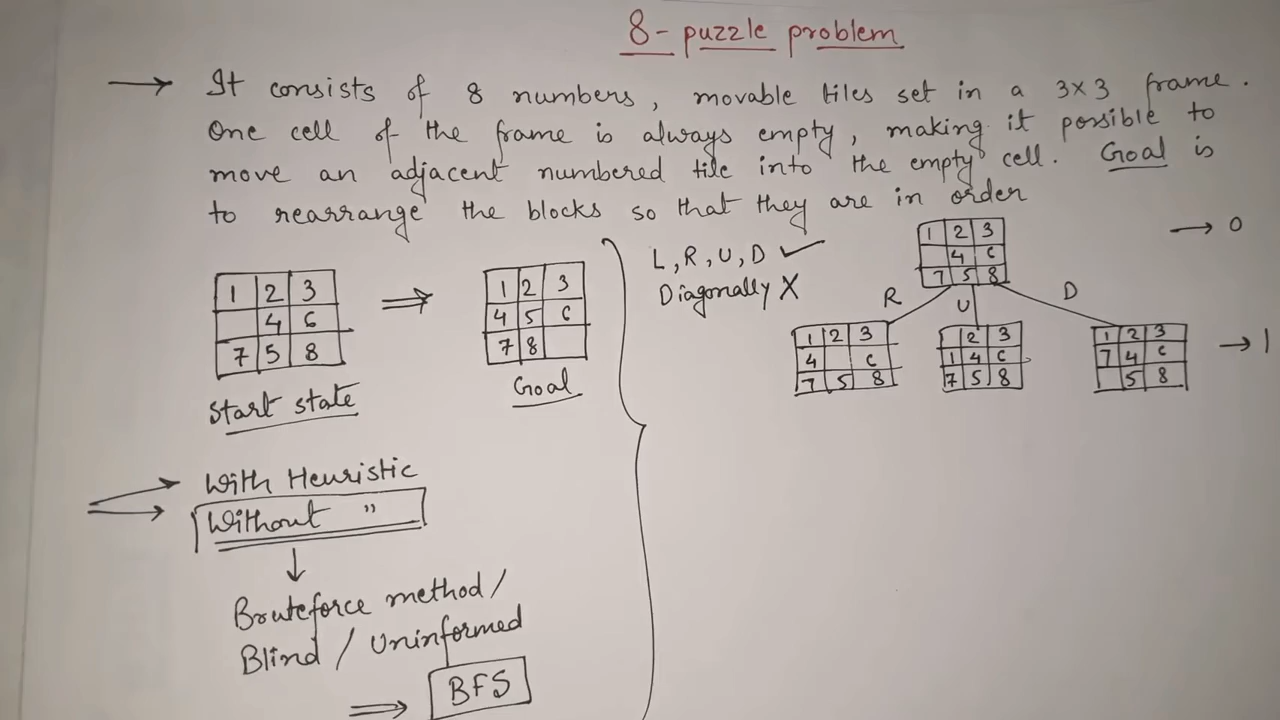 8- puzzle problem
→ It consists of 8 numbers, movable tiles set in a 3x3 frame.
One cell of the frame is always empty, making it possible to
move an adjacent numbered tile into the empty cell. Goal is
to rearrange the blocks so that they are in order
1 2 3
4 6
7 5 8
Start state
⇒
1 2 3
4 5 6
7 8
Goal
With Heuristic
Without "
↓
Bruteforce method/
Blind / Uninformed
⇒ BFS
L, R, U, D ✓
Diagonally X
1 2 3
4 6
7 5 8
→ 0
R
U
D
1 2 3
4 6
7 5 8
2 3
1 4 6
7 5 8
1 2 3
7 4 6
5 8
→ 1